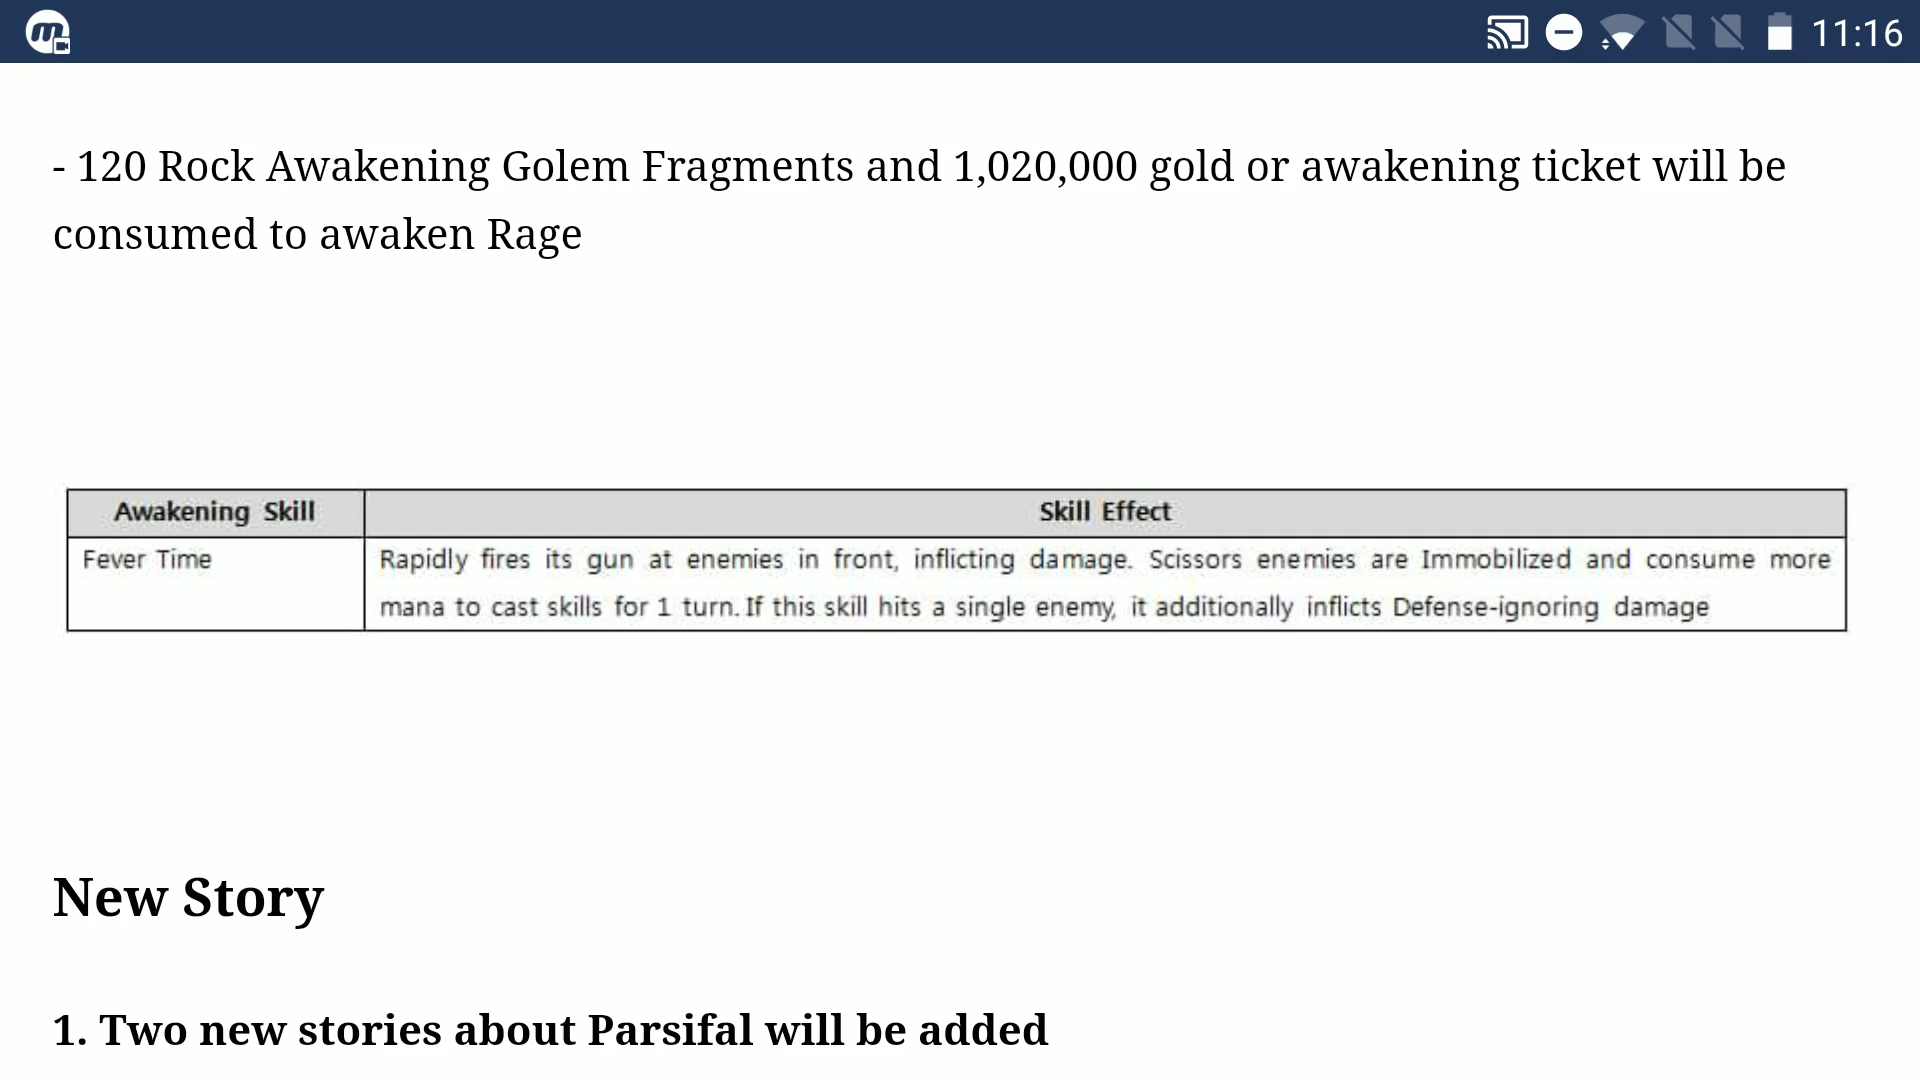 11:16
- 120 Rock Awakening Golem Fragments and 1,020,000 gold or awakening ticket will be
consumed to awaken Rage
Awakening Skill Skill Effect
Fever Time Rapidly fires its gun at enemies in front, inflicting damage. Scissors enemies are Immobilized and consume more
mana to cast skills for 1 turn. If this skill hits a single enemy, it additionally inflicts Defense-ignoring damage
New Story
1. Two new stories about Parsifal will be added